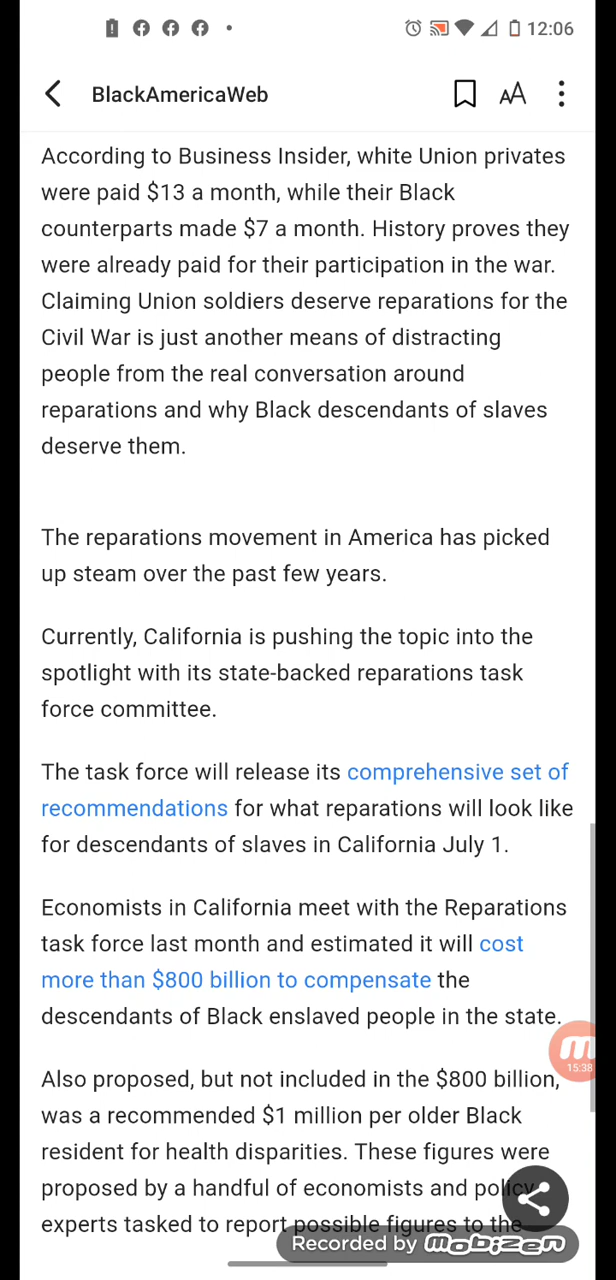 12:06
BlackAmericaWeb
AA
According to Business Insider, white Union privates
were paid $13 a month, while their Black
counterparts made $7 a month. History proves they
were already paid for their participation in the war.
Claiming Union soldiers deserve reparations for the
Civil War is just another means of distracting
people from the real conversation around
reparations and why Black descendants of slaves
deserve them.
The reparations movement in America has picked
up steam over the past few years.
Currently, California is pushing the topic into the
spotlight with its state-backed reparations task
force committee.
The task force will release its comprehensive set of
recommendations for what reparations will look like
for descendants of slaves in California July 1.
Economists in California meet with the Reparations
task force last month and estimated it will cost
more than $800 billion to compensate the
descendants of Black enslaved people in the state.
m
15:38
Also proposed, but not included in the $800 billion,
was a recommended $1 million per older Black
resident for health disparities. These figures were
proposed by a handful of economists and policy
experts tasked to report possible figures to the
Recorded by mobizen